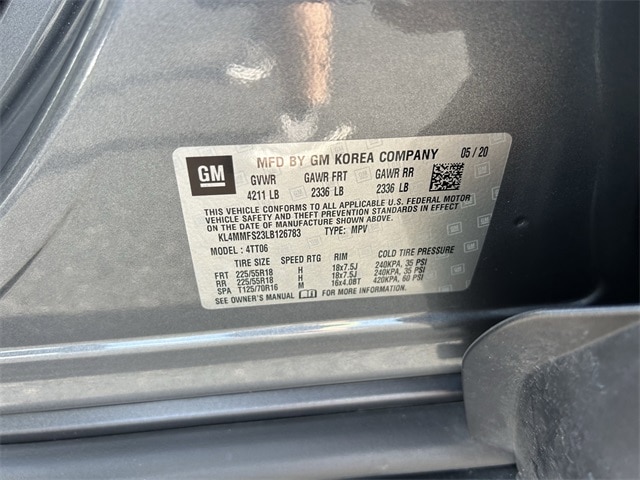 GM
MFD BY GM KOREA COMPANY 05/20
GVWR GAWR FRT GAWR RR
4211 LB 2336 LB 2336 LB
THIS VEHICLE CONFORMS TO ALL APPLICABLE U.S. FEDERAL MOTOR
VEHICLE SAFETY AND THEFT PREVENTION STANDARDS IN EFFECT
ON THE DATE OF MANUFACTURE SHOWN ABOVE.
KL4MMFS23LB126783 TYPE: MPV
MODEL: 4TT06
TIRE SIZE SPEED RTG RIM COLD TIRE PRESSURE
FRT 225/55R18 H 18x7.5J 240KPA, 35 PSI
RR 225/55R18 H 18x7.5J 240KPA, 35 PSI
SPA T125/70R16 M 16x4.0BT 420KPA, 60 PSI
SEE OWNER'S MANUAL FOR MORE INFORMATION.